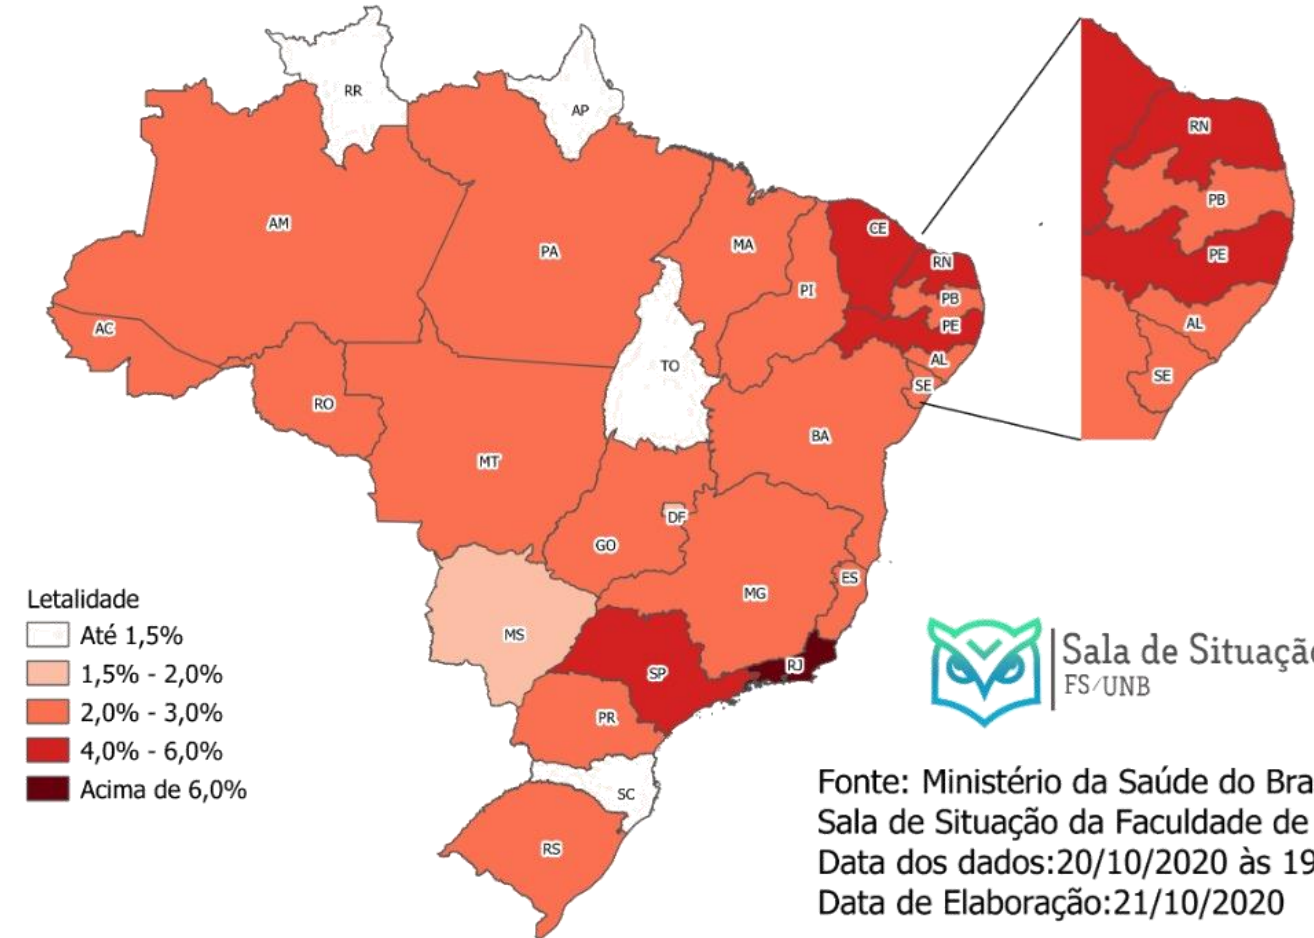 RR
AP
AM
PA
MA
CE
RN
PI
PB
PE
AC
TO
AL
SE
RO
BA
MT
DF
GO
ES
MG
MS
RJ
SP
PR
SC
RS
RN
PB
PE
AL
SE
Letalidade
Até 1,5%
1,5% - 2,0%
2,0% - 3,0%
4,0% - 6,0%
Acima de 6,0%
Sala de Situação
FS/UNB
Fonte: Ministério da Saúde do Bra
Sala de Situação da Faculdade de
Data dos dados:20/10/2020 às 19
Data de Elaboração:21/10/2020